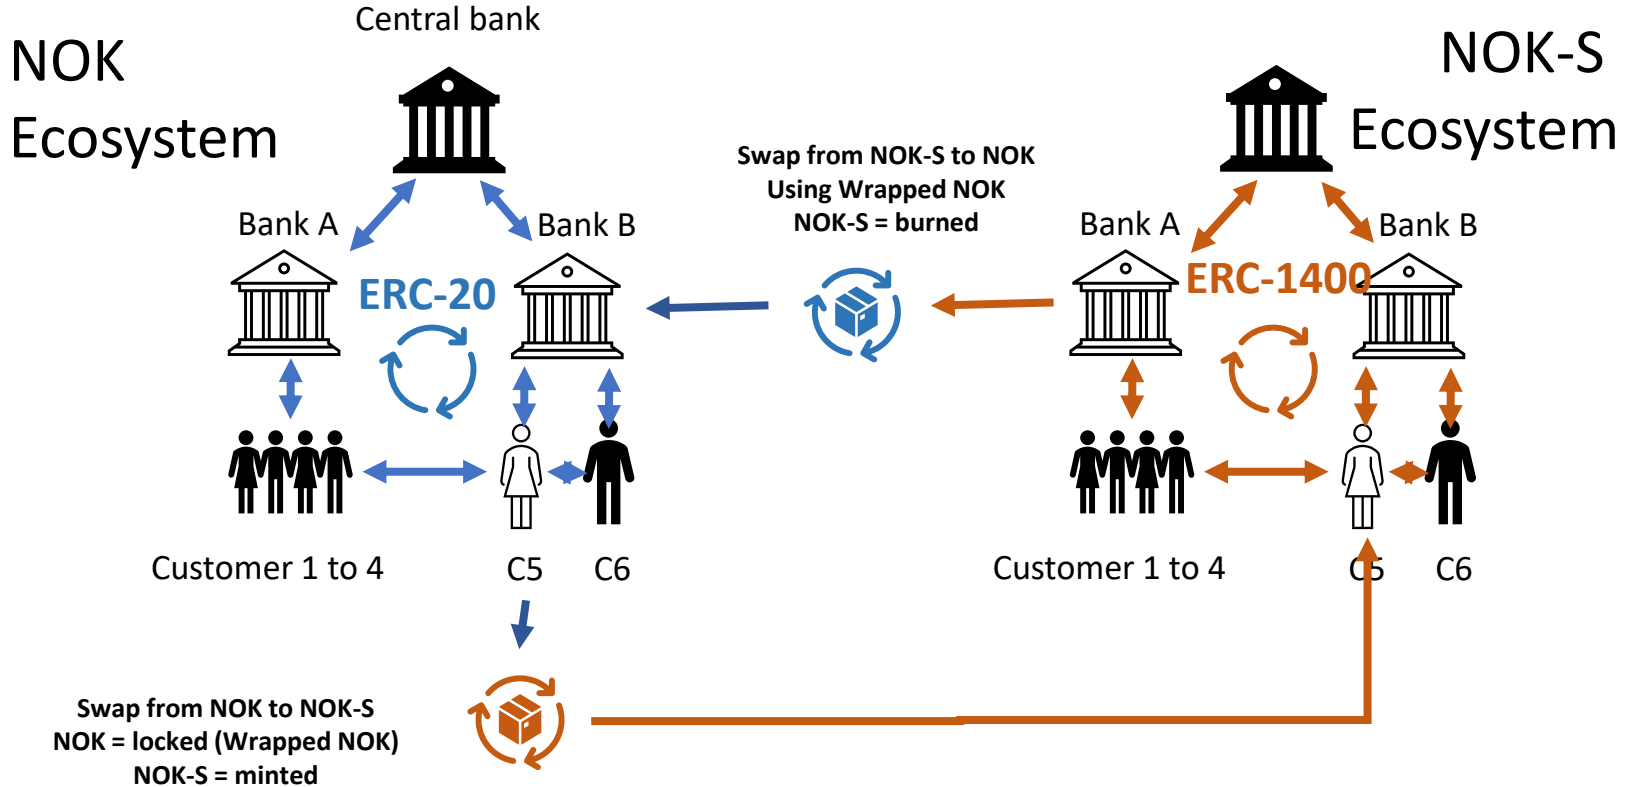 Central bank
NOK
Ecosystem
NOK-S
Ecosystem
Swap from NOK-S to NOK
Using Wrapped NOK
NOK-S = burned
Bank A
Bank B
Bank A
Bank B
ERC-20
ERC-1400
Customer 1 to 4
C5
C6
Customer 1 to 4
C5
C6
Swap from NOK to NOK-S
NOK = locked (Wrapped NOK)
NOK-S = minted